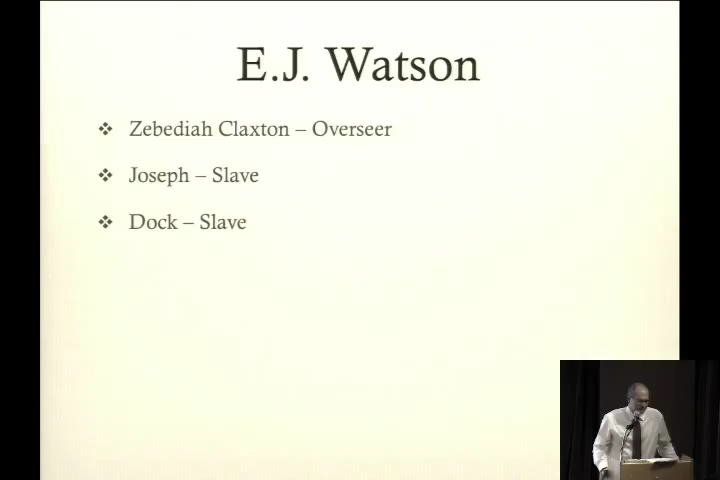 E.J. Watson
❖ Zebediah Claxton – Overseer
❖ Joseph – Slave
❖ Dock – Slave